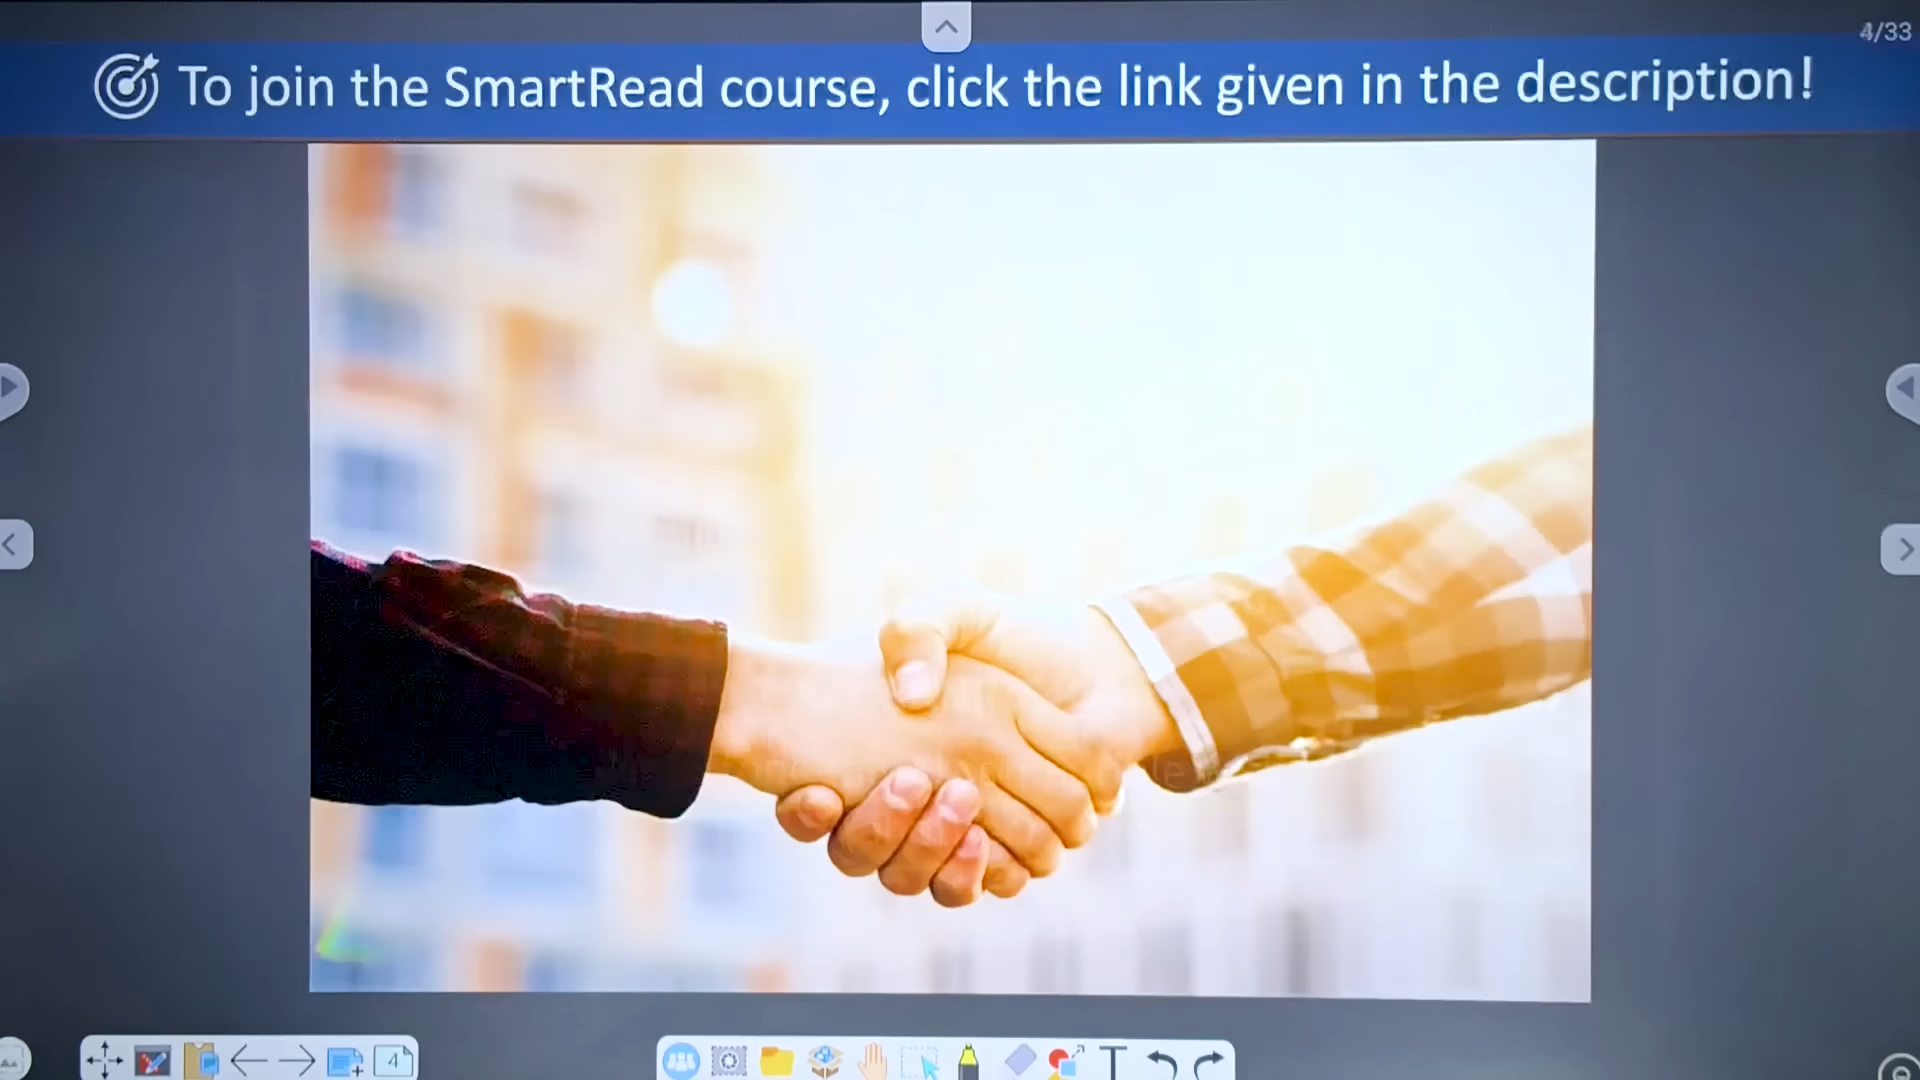 4/33
To join the SmartRead course, click the link given in the description!
4
T